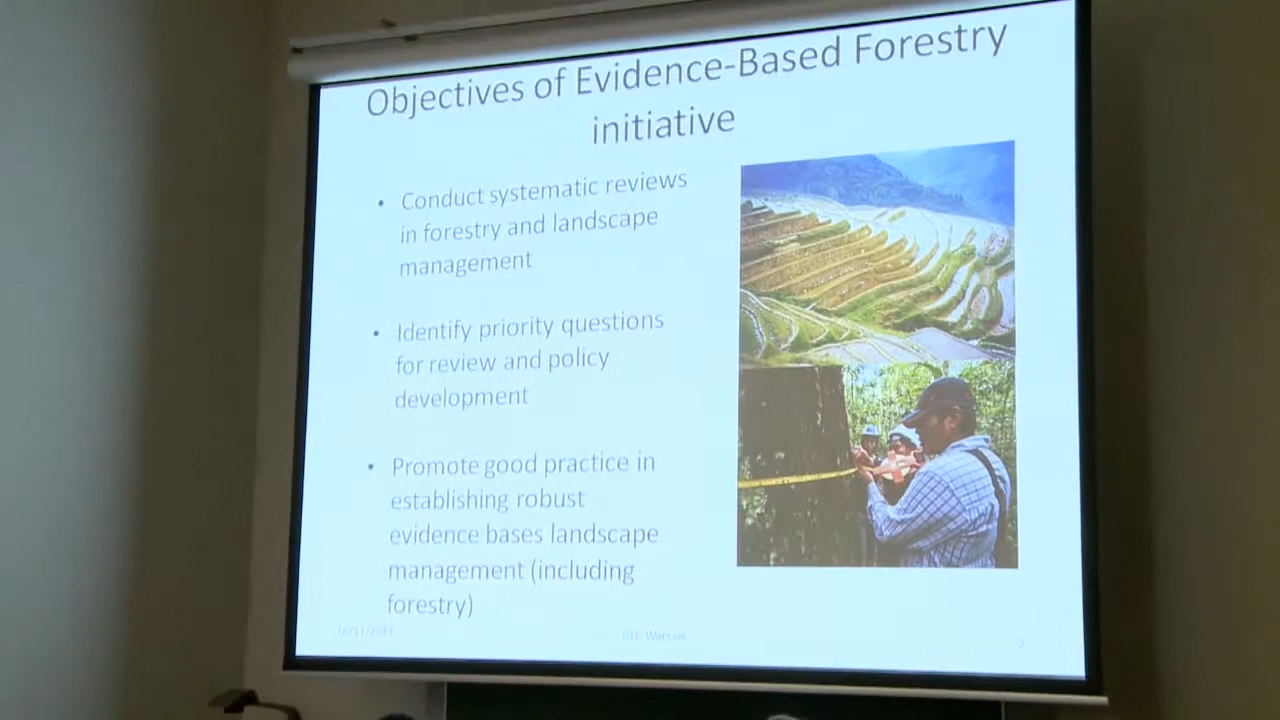 Objectives of Evidence-Based Forestry
initiative
• Conduct systematic reviews
in forestry and landscape
management
• Identify priority questions
for review and policy
development
• Promote good practice in
establishing robust
evidence bases landscape
management (including
forestry)
Warsaw